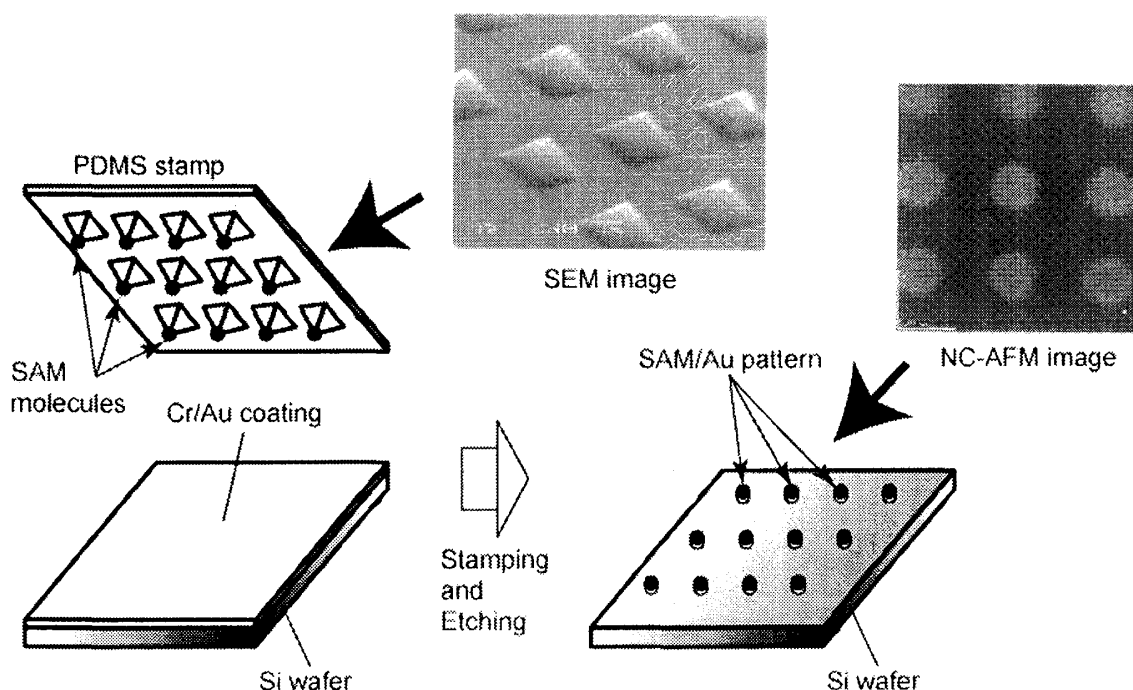 PDMS stamp
SEM image
NC-AFM image
SAM
molecules
SAM/Au pattern
Cr/Au coating
Stamping
and
Etching
Si wafer
Si wafer